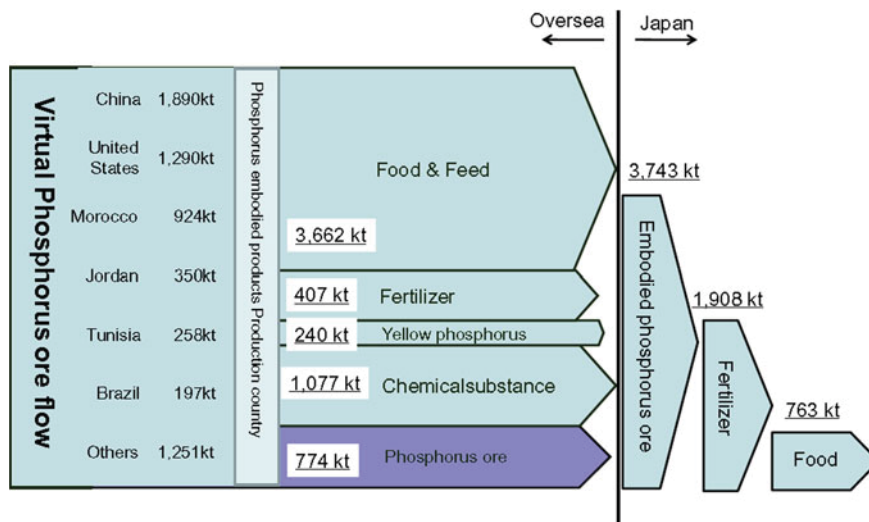 Oversea
Japan
Virtual Phosphorus ore flow
China 1,890kt
United
States 1,290kt
Morocco 924kt
Jordan 350kt
Tunisia 258kt
Brazil 197kt
Others 1,251kt
Phosphorus embodied products Production country
Food & Feed
3,662 kt
407 kt Fertilizer
240 kt Yellow phosphorus
1,077 kt Chemicalsubstance
774 kt Phosphorus ore
3,743 kt
Embodied phosphorus ore
1,908 kt
Fertilizer
763 kt
Food